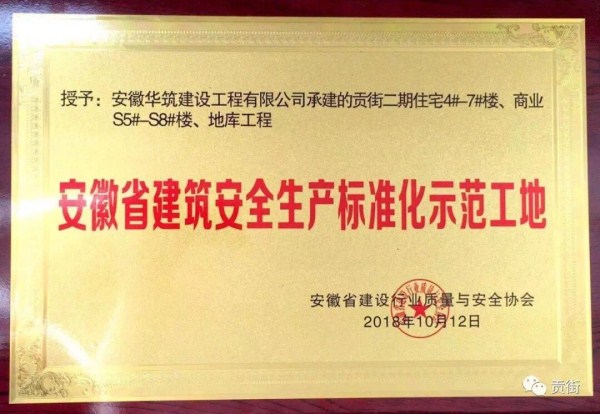 授予：安徽华筑建设工程有限公司承建的贡街二期住宅4#-7#楼、商业
S5#-S8#楼、地库工程
安徽省建筑安全生产标准化示范工地
安徽省建设行业质量与安全协会
2018年10月12日
贡街